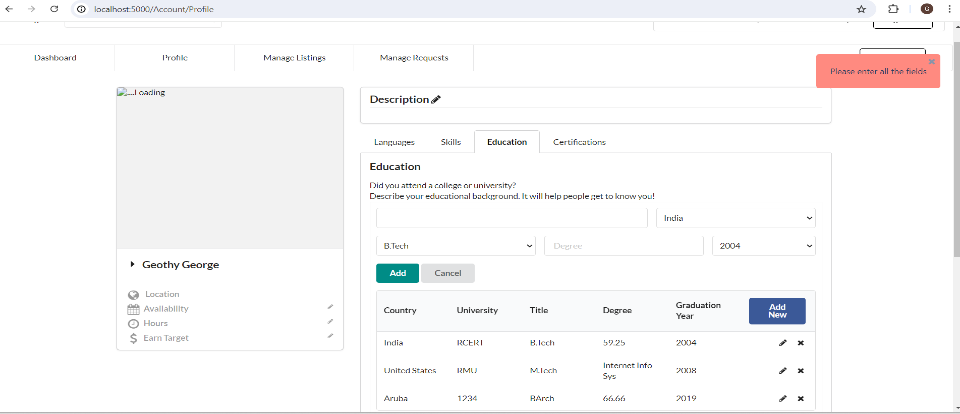 localhost:5000/Account/Profile
G
Dashboard
Profile
Manage Listings
Manage Requests
Please enter all the fields
...Loading
Description
Languages
Skills
Education
Certifications
Education
Did you attend a college or university?
Describe your educational background. It will help people get to know you!
India
B.Tech
Degree
2004
Add
Cancel
Geothy George
Location
Availability
Hours
Earn Target
Country University Title Degree Graduation Year Add New
India RCERT B.Tech 59.25 2004
United States RMU M.Tech Internet Info Sys 2008
Aruba 1234 BArch 66.66 2019